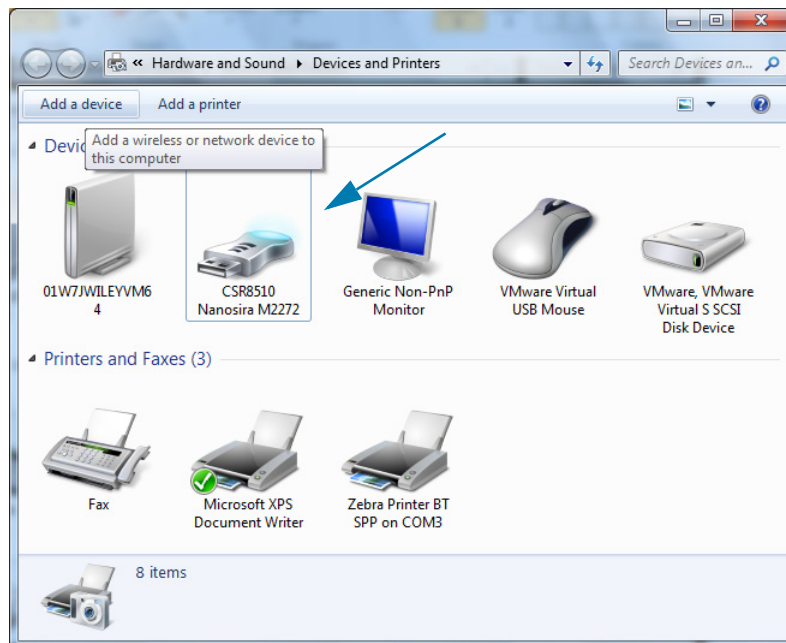 « Hardware and Sound ▸ Devices and Printers
Search Devices an...
Add a device
Add a printer
Devic
Add a wireless or network device to
this computer
01W7JWILEYVM6
4
CSR8510
Nanosira M2272
Generic Non-PnP
Monitor
VMware Virtual
USB Mouse
VMware, VMware
Virtual S SCSI
Disk Device
Printers and Faxes (3)
Fax
Microsoft XPS
Document Writer
Zebra Printer BT
SPP on COM3
8 items